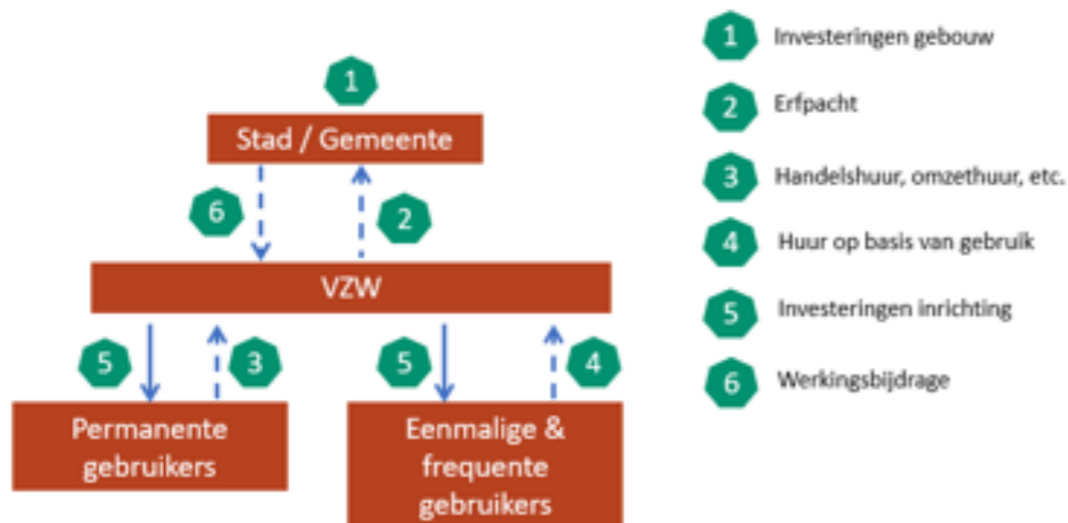 1
Stad / Gemeente
6
2
VZW
5
3
5
4
Permanente
gebruikers
Eenmalige &
frequente
gebruikers
1 Investeringen gebouw
2 Erfpacht
3 Handelshuur, omzethuur, etc.
4 Huur op basis van gebruik
5 Investeringen inrichting
6 Werkingsbijdrage